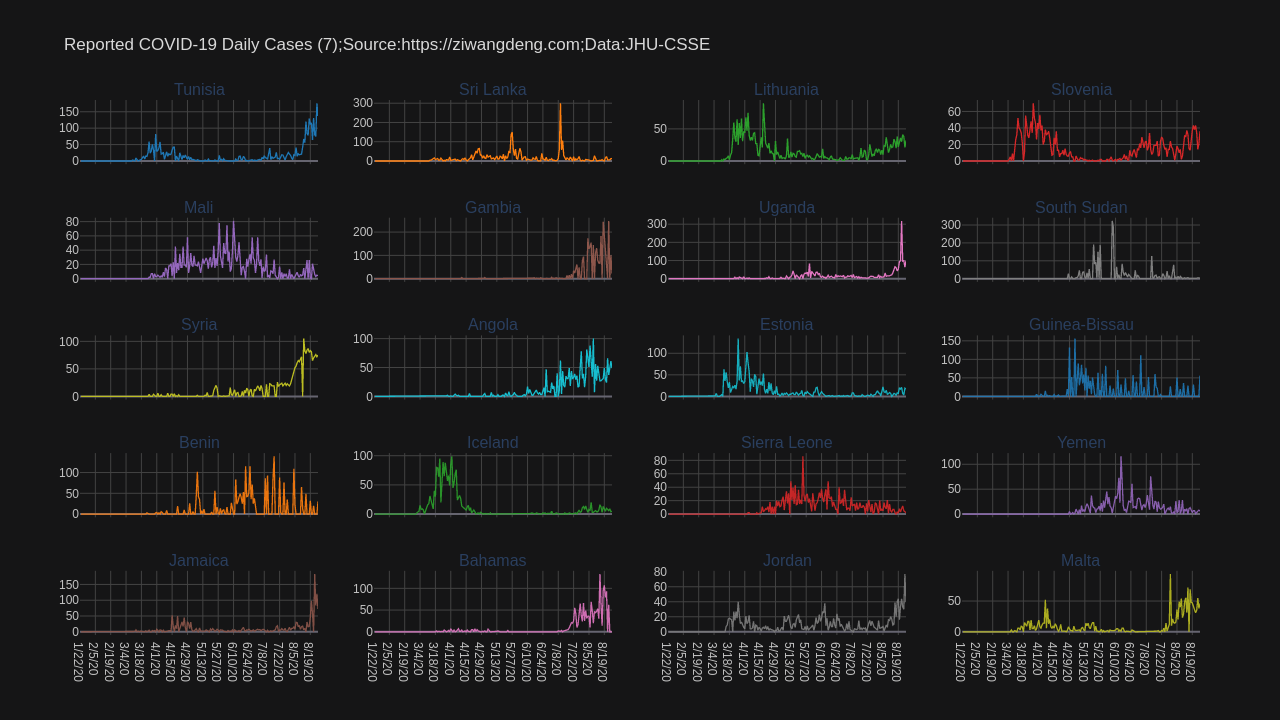 Reported COVID-19 Daily Cases (7);Source:https://ziwangdeng.com;Data:JHU-CSSE
Tunisia Sri Lanka Lithuania Slovenia
150 100 50 0
300 200 100 0
50 0
60 40 20 0
Mali Gambia Uganda South Sudan
80 60 40 20 0
200 100 0
300 200 100 0
300 200 100 0
Syria Angola Estonia Guinea-Bissau
100 50 0
100 50 0
100 50 0
150 100 50 0
Benin Iceland Sierra Leone Yemen
100 50 0
100 50 0
80 60 40 20 0
100 50 0
Jamaica Bahamas Jordan Malta
150 100 50 0
100 50 0
80 60 40 20 0
50 0
1/22/20 2/5/20 2/19/20 3/4/20 3/18/20 4/1/20 4/15/20 4/29/20 5/13/20 5/27/20 6/10/20 6/24/20 7/8/20 7/22/20 8/5/20 8/19/20
1/22/20 2/5/20 2/19/20 3/4/20 3/18/20 4/1/20 4/15/20 4/29/20 5/13/20 5/27/20 6/10/20 6/24/20 7/8/20 7/22/20 8/5/20 8/19/20
1/22/20 2/5/20 2/19/20 3/4/20 3/18/20 4/1/20 4/15/20 4/29/20 5/13/20 5/27/20 6/10/20 6/24/20 7/8/20 7/22/20 8/5/20 8/19/20
1/22/20 2/5/20 2/19/20 3/4/20 3/18/20 4/1/20 4/15/20 4/29/20 5/13/20 5/27/20 6/10/20 6/24/20 7/8/20 7/22/20 8/5/20 8/19/20